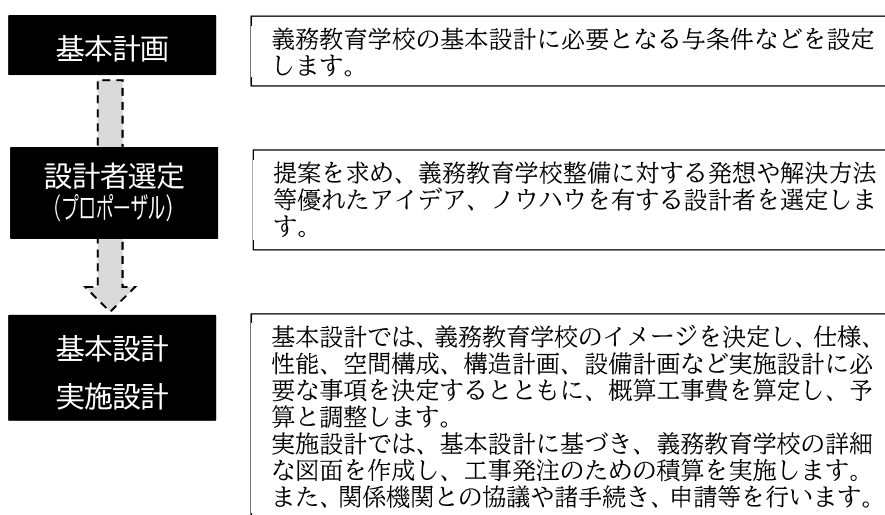 基本計画
義務教育学校の基本設計に必要となる与条件などを設定
します。
設計者選定
(プロポーザル)
提案を求め、義務教育学校整備に対する発想や解決方法
等優れたアイデア、ノウハウを有する設計者を選定しま
す。
基本設計
実施設計
基本設計では、義務教育学校のイメージを決定し、仕様、
性能、空間構成、構造計画、設備計画など実施設計に必
要な事項を決定するとともに、概算工事費を算定し、予
算と調整します。
実施設計では、基本設計に基づき、義務教育学校の詳細
な図面を作成し、工事発注のための積算を実施します。
また、関係機関との協議や諸手続き、申請等を行います。